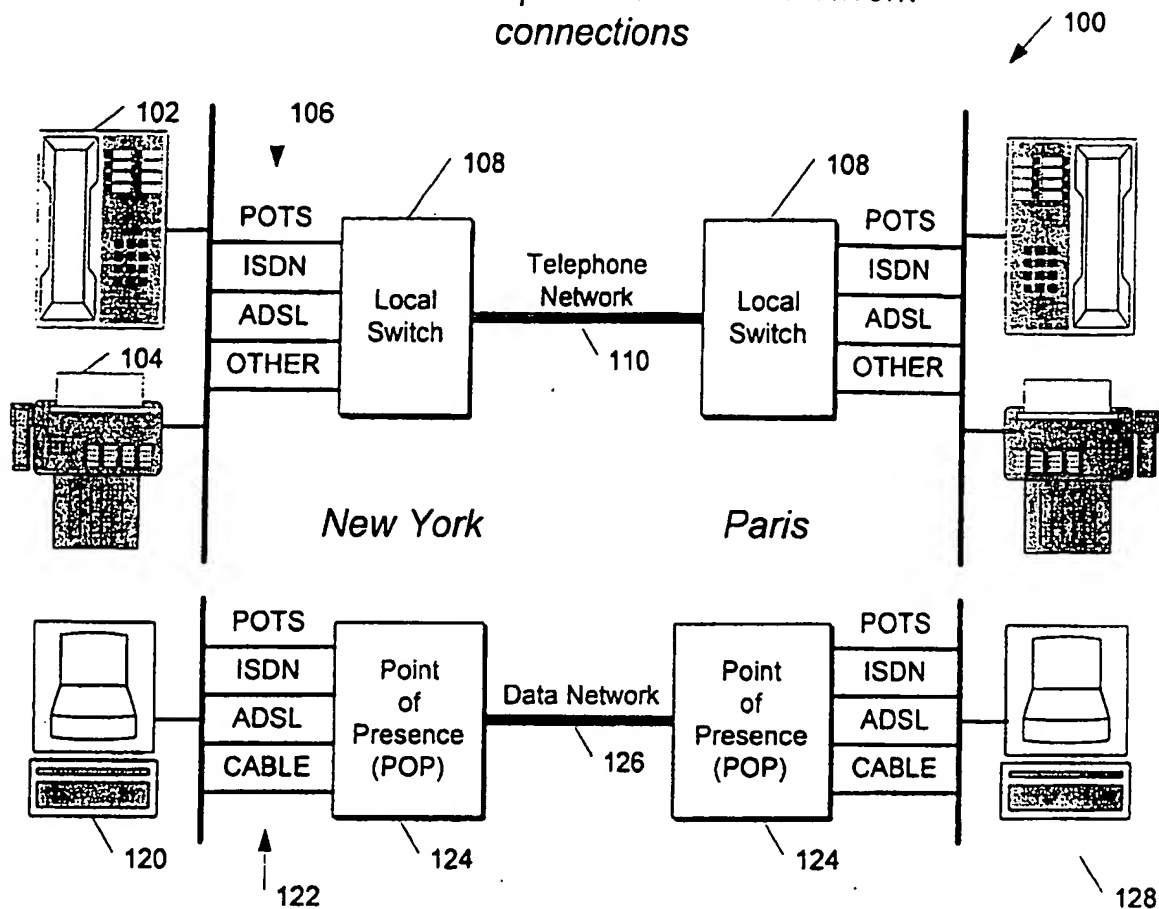 connections
100
102
106
108
108
POTS
ISDN
ADSL
OTHER
Local
Switch
Telephone
Network
110
Local
Switch
POTS
ISDN
ADSL
OTHER
104
New York
Paris
POTS
ISDN
ADSL
CABLE
Point
of
Presence
(POP)
Data Network
126
Point
of
Presence
(POP)
POTS
ISDN
ADSL
CABLE
120
122
124
124
128